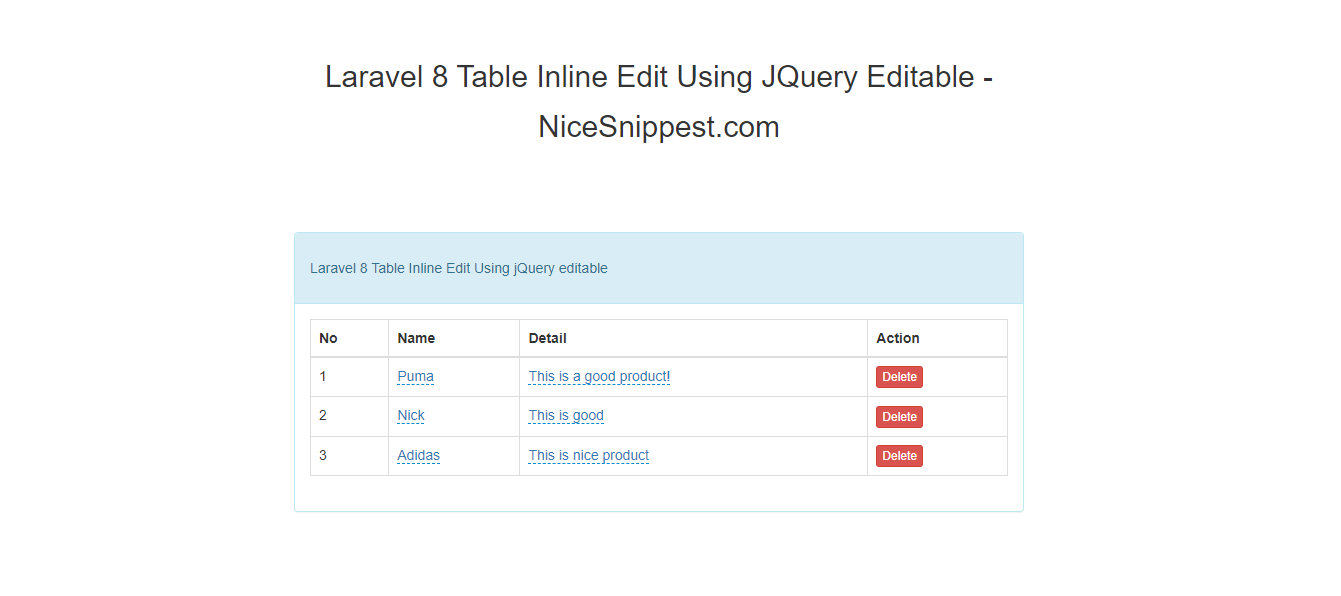 Laravel 8 Table Inline Edit Using JQuery Editable -
NiceSnippest.com
Laravel 8 Table Inline Edit Using jQuery editable
No Name Detail Action
1 Puma This is a good product! Delete
2 Nick This is good Delete
3 Adidas This is nice product Delete